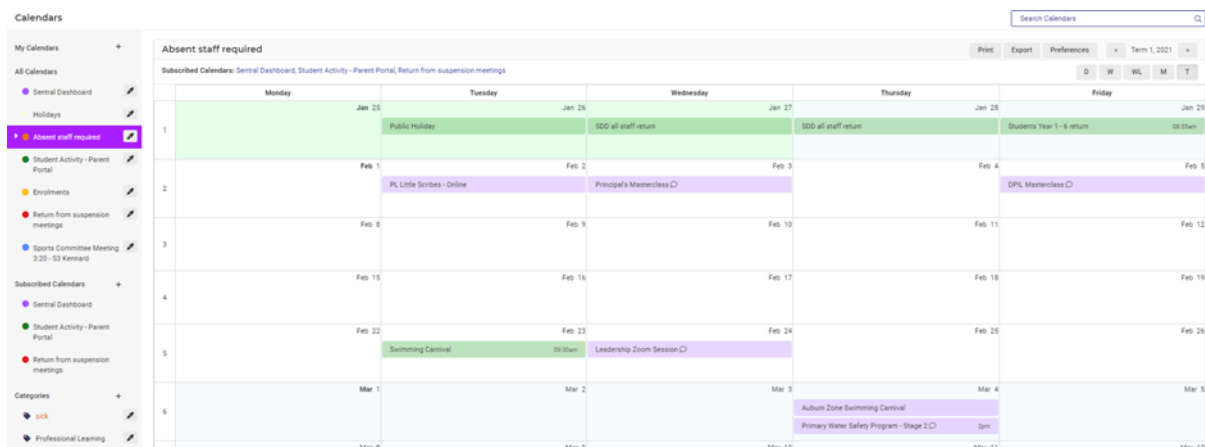 Calendars
Search Calendars
My Calendars +
All Calendars
Sentral Dashboard
Holidays
Absent staff required
Student Activity - Parent
Portal
Enrolments
Return from suspension
meetings
Sports Committee Meeting
3:20 - S3 Kennard
Subscribed Calendars +
Sentral Dashboard
Student Activity - Parent
Portal
Return from suspension
meetings
Categories +
sick
Professional Learning
Absent staff required
Print Export Preferences « Term 1, 2021 »
Subscribed Calendars: Sentral Dashboard, Student Activity - Parent Portal, Return from suspension meetings
D W WL M T
Monday Tuesday Wednesday Thursday Friday
Jan 25 Jan 26 Jan 27 Jan 28 Jan 29
1 Public Holiday SDD all staff return SDD all staff return Students Year 1 - 6 return 08:55am
Feb 1 Feb 2 Feb 3 Feb 4 Feb 5
2 PL Little Scribes - Online Principal's Masterclass DPIL Masterclass
Feb 8 Feb 9 Feb 10 Feb 11 Feb 12
3
Feb 15 Feb 16 Feb 17 Feb 18 Feb 19
4
Feb 22 Feb 23 Feb 24 Feb 25 Feb 26
5 Swimming Carnival 09:30am Leadership Zoom Session
Mar 1 Mar 2 Mar 3 Mar 4 Mar 5
6 Auburn Zone Swimming Carnival
Primary Water Safety Program - Stage 2 2pm